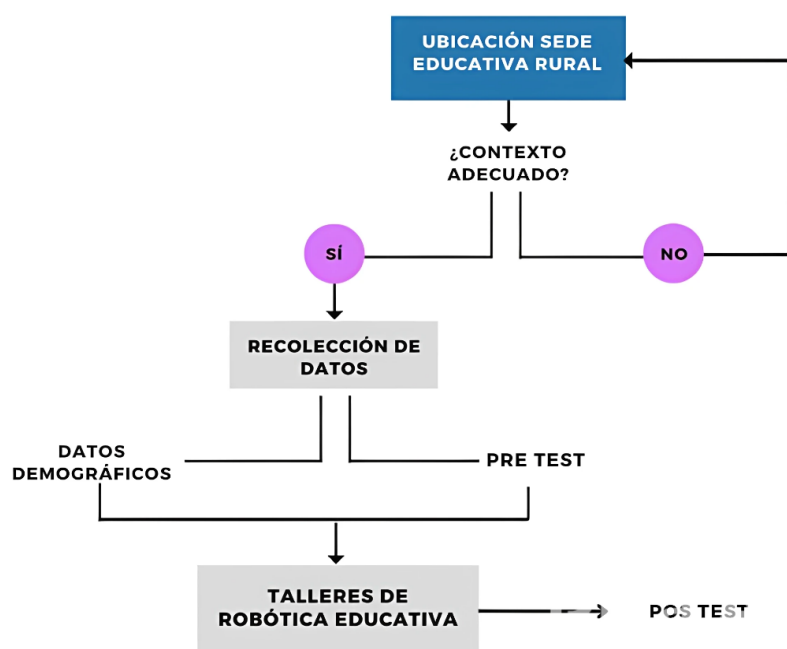 UBICACIÓN SEDE
EDUCATIVA RURAL
¿CONTEXTO
ADECUADO?
SÍ
NO
RECOLECCIÓN DE
DATOS
DATOS
DEMOGRÁFICOS
PRE TEST
TALLERES DE
ROBÓTICA EDUCATIVA
POS TEST